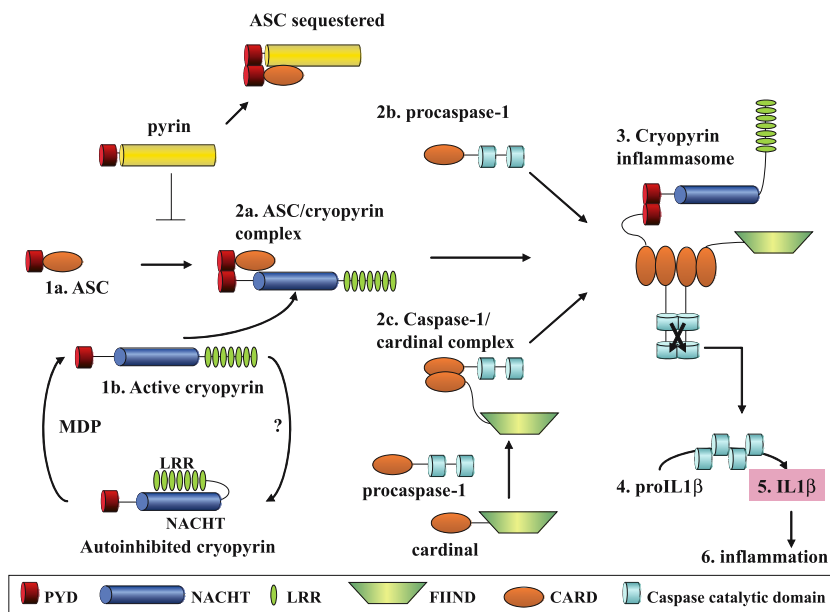 ASC sequestered
pyrin
2b. procaspase-1
3. Cryopyrin
inflammasome
2a. ASC/cryopyrin
complex
1a. ASC
2c. Caspase-1/
cardinal complex
1b. Active cryopyrin
MDP
?
LRR
NACHT
Autoinhibited cryopyrin
procaspase-1
cardinal
4. proIL1β
5. IL1β
6. inflammation
PYD
NACHT
LRR
FIIND
CARD
Caspase catalytic domain